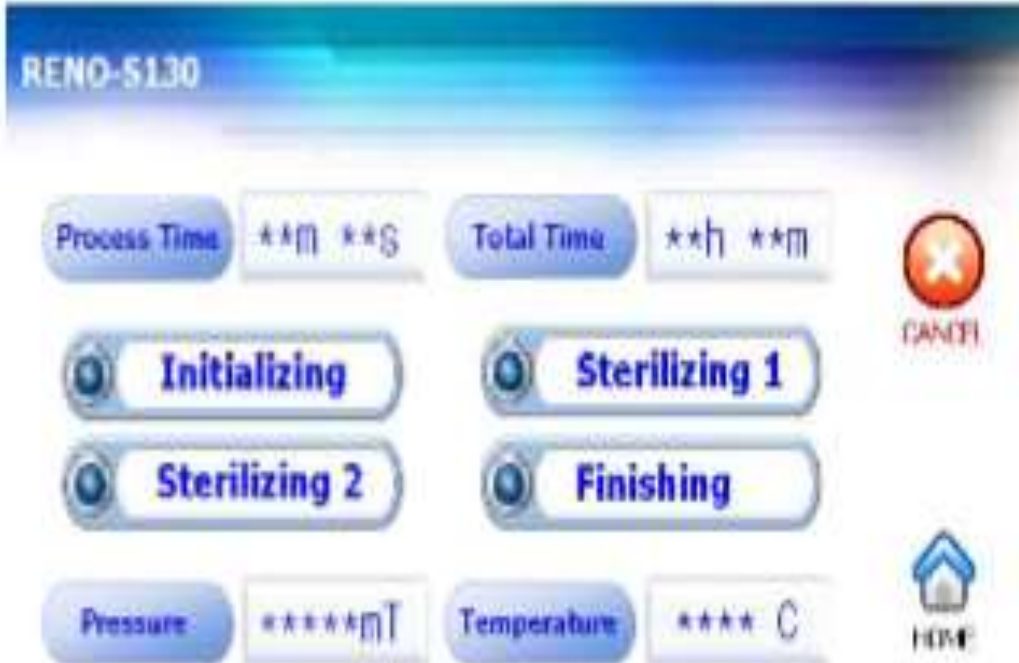 RENO-S130
Process Time **m **s Total Time **h **m
CANCEL
Initializing Sterilizing 1
Sterilizing 2 Finishing
Pressure *****mT Temperature **** C
HOME